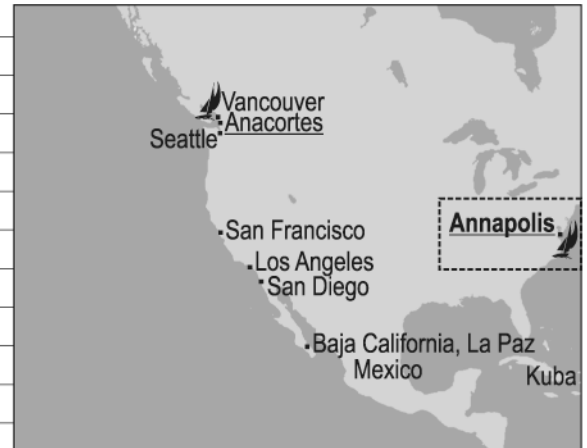 Vancouver
Anacortes
Seattle
Annapolis
San Francisco
Los Angeles
San Diego
Baja California, La Paz
Mexico
Kuba